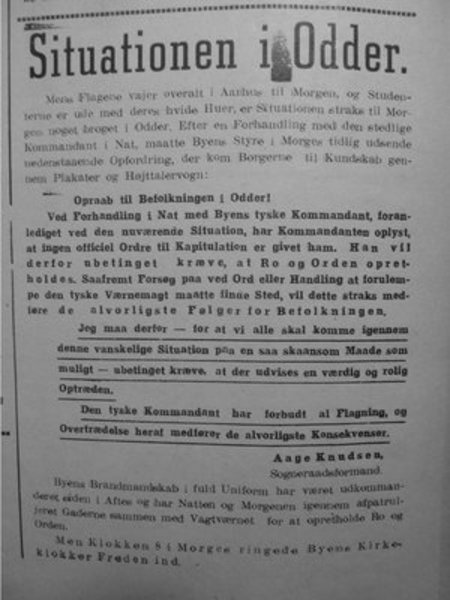 Situationen i Odder.
Mens Flagene vajer overalt i Aarhus til Morgen, og Studen-
terne er ude med deres hvide Huer, er Situationen straks til Mor-
gen noget broget i Odder. Efter en Forhandling med den stedlige
Kommandant i Nat, maatte Byens Styre i Morges tidlig udsende
nedenstaaende Opfordring, der kom Borgerne til Kundskab gen-
nem Plakater og Højttalervogn:
Opraab til Befolkningen i Odder!
Ved Forhandling i Nat med Byens tyske Kommandant, foran-
lediget ved den nuværende Situation, har Kommandanten oplyst,
at ingen officiel Ordre til Kapitulation er givet ham. Han vil
derfor ubetinget kræve, at Ro og Orden opret-
holdes. Saafremt Forsøg paa ved Ord eller Handling at forulem-
pe den tyske Værnemagt maatte finde Sted, vil dette straks med-
føre de alvorligste Følger for Befolkningen.
Jeg maa derfor — for at vi alle skal komme igennem
denne vanskelige Situation paa en saa skaansom Maade som
muligt — ubetinget kræve, at der udvises en værdig og rolig
Optræden.
Den tyske Kommandant har forbudt al Flagning, og
Overtrædelse heraf medfører de alvorligste Konsekvenser.
Aage Knudsen,
Sogneraadsformand.
Byens Brandmandskab i fuld Uniform har været udkomman-
deret siden i Aftes og har Natten og Morgenen igennem afpatrul-
jeret Gaderne sammen med Vagtværnet for at opretholde Ro og
Orden.
Men Klokken 8 i Morges ringede Byens Kirke-
klokker Freden ind.